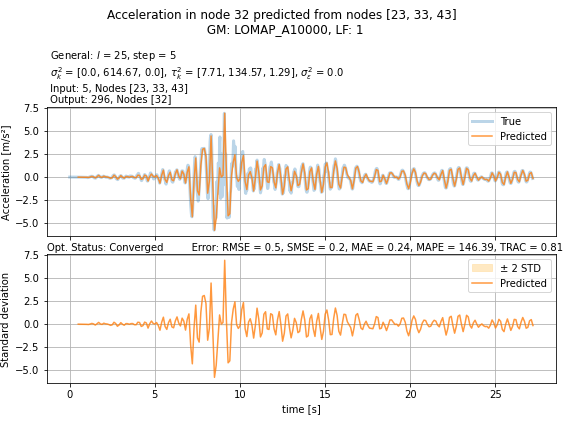 Acceleration in node 32 predicted from nodes [23, 33, 43]
GM: LOMAP_A10000, LF: 1
General: l = 25, step = 5
σ²ₖ = [0.0, 614.67, 0.0], τ²ₖ = [7.71, 134.57, 1.29], σ²_ε = 0.0
Input: 5, Nodes [23, 33, 43]
Output: 296, Nodes [32]
7.5
5.0
2.5
0.0
−2.5
−5.0
Acceleration [m/s²]
True
Predicted
Opt. Status: Converged Error: RMSE = 0.5, SMSE = 0.2, MAE = 0.24, MAPE = 146.39, TRAC = 0.81
7.5
5.0
2.5
0.0
−2.5
−5.0
Standard deviation
± 2 STD
Predicted
0 5 10 15 20 25
time [s]